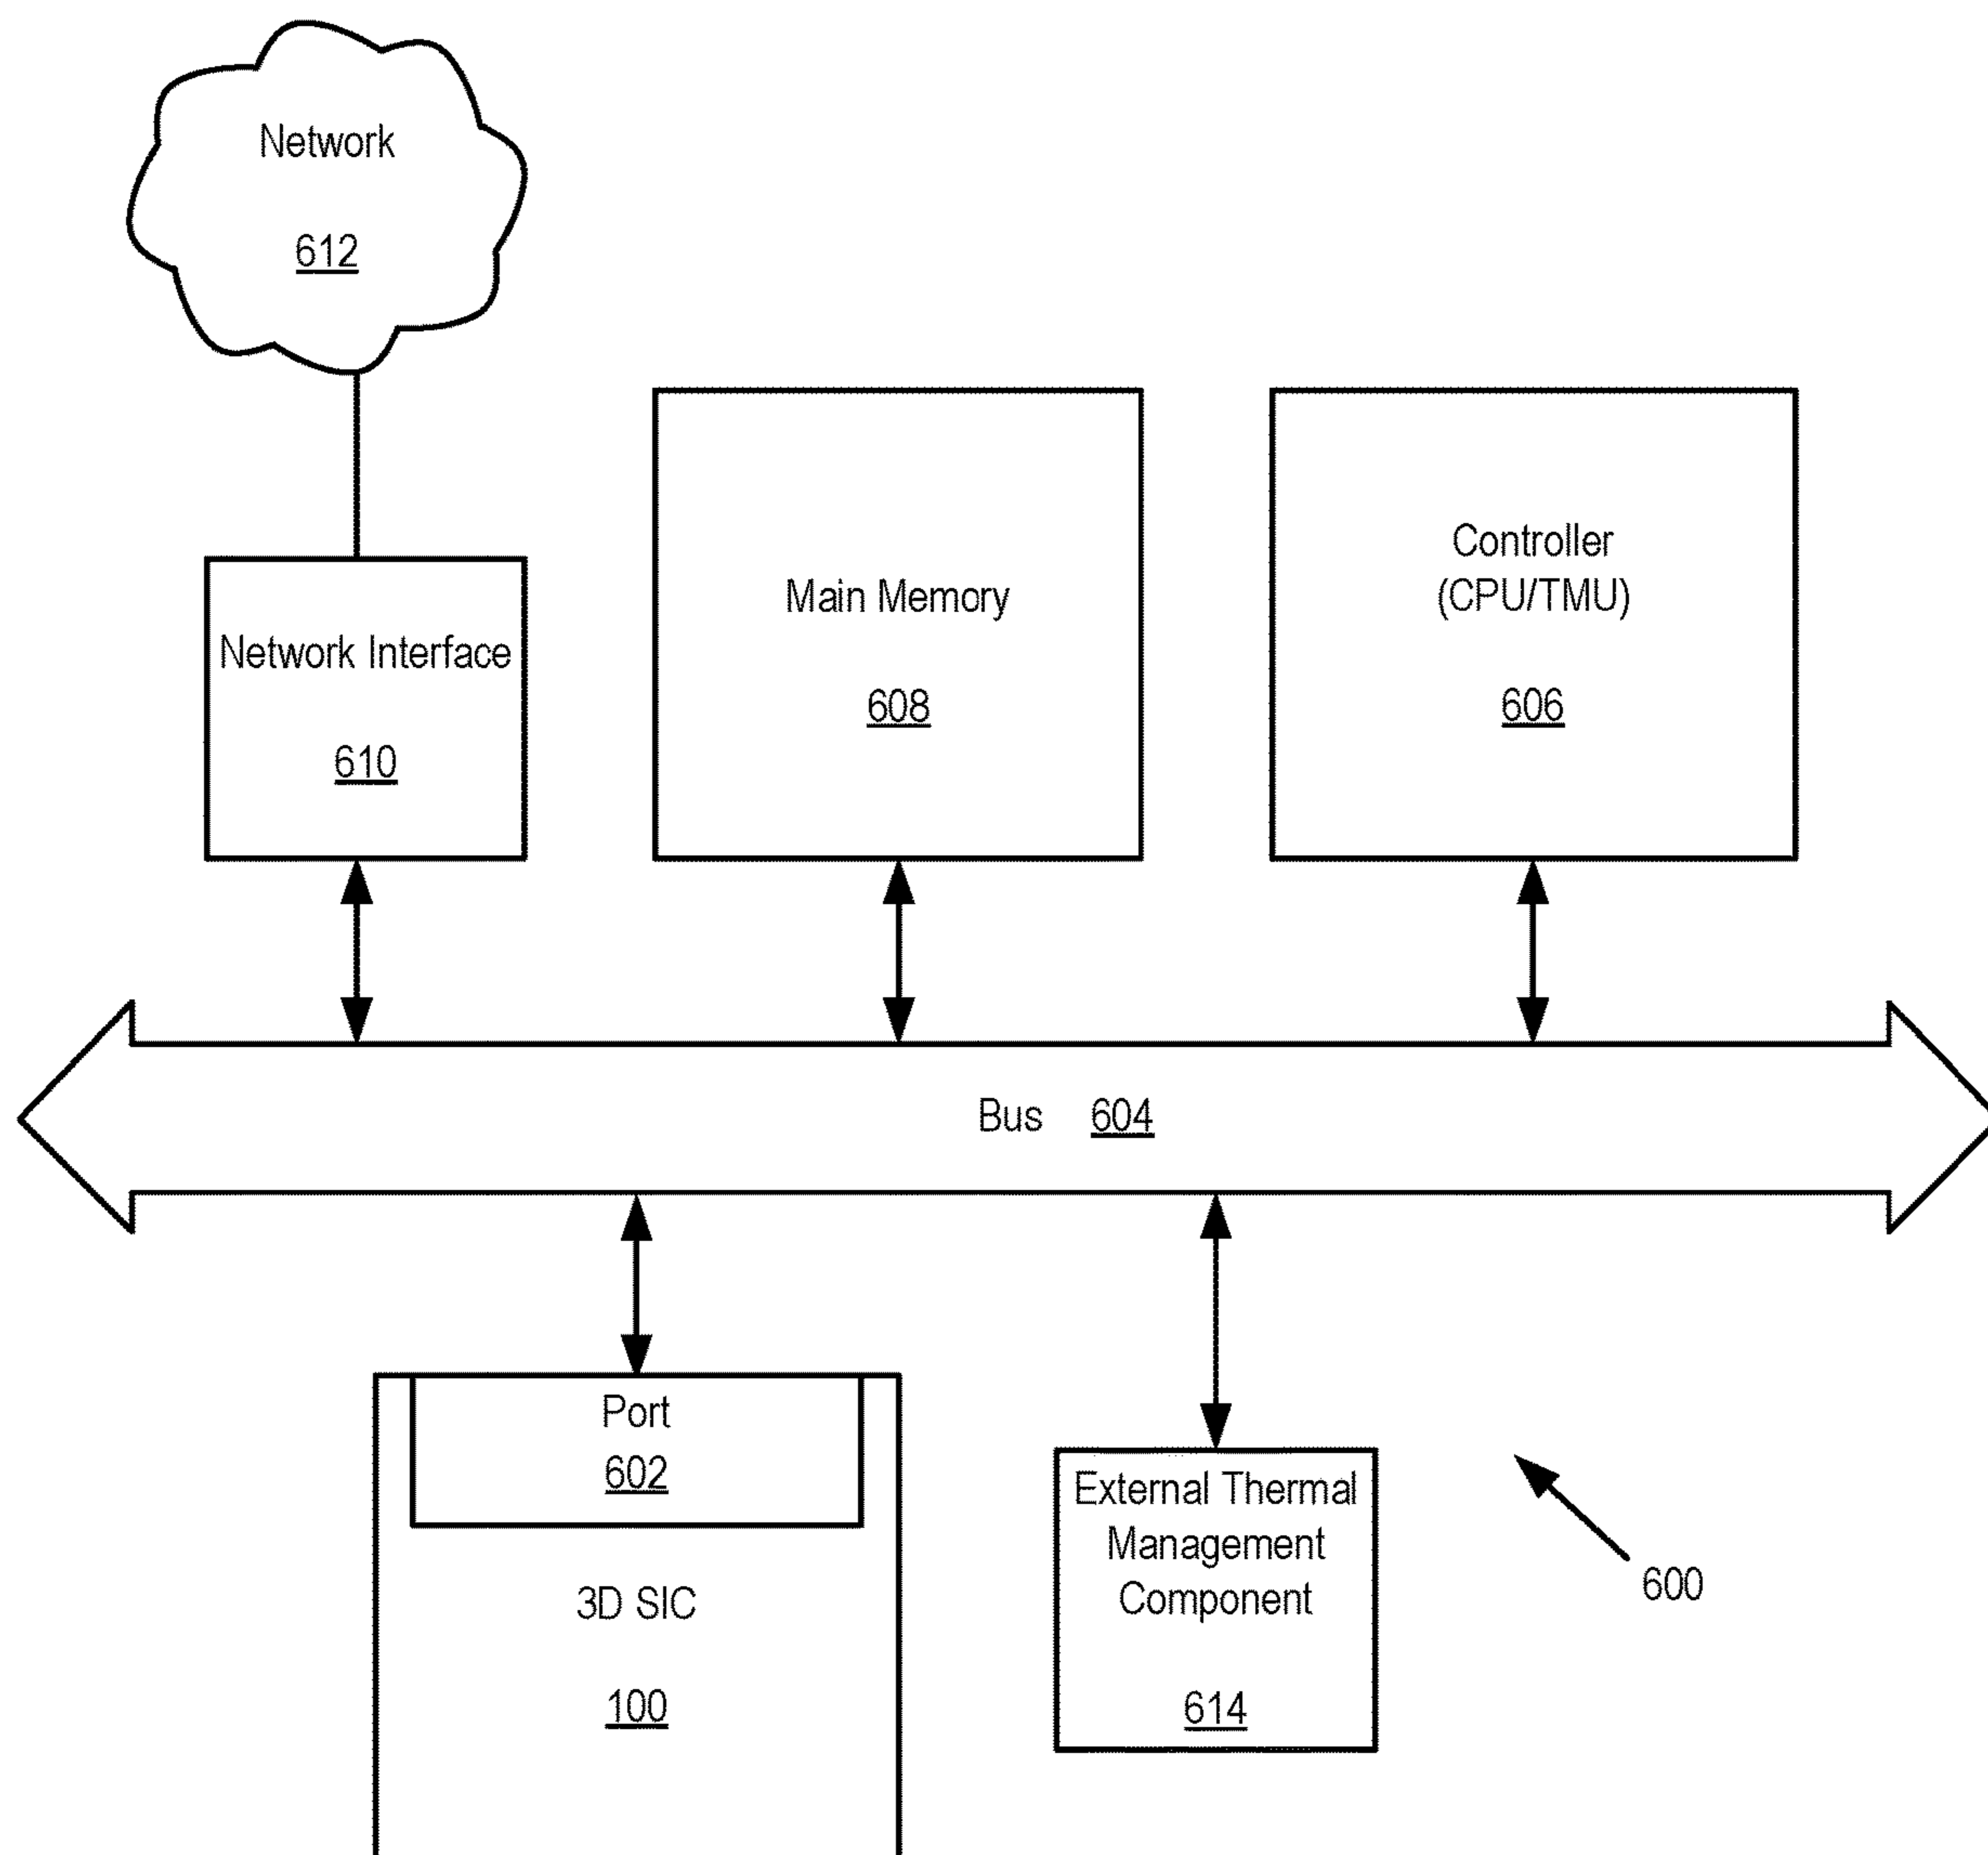 Network
612
Network Interface
610
Main Memory
608
Controller
(CPU/TMU)
606
Bus 604
Port
602
3D SIC
100
External Thermal
Management
Component
614
600